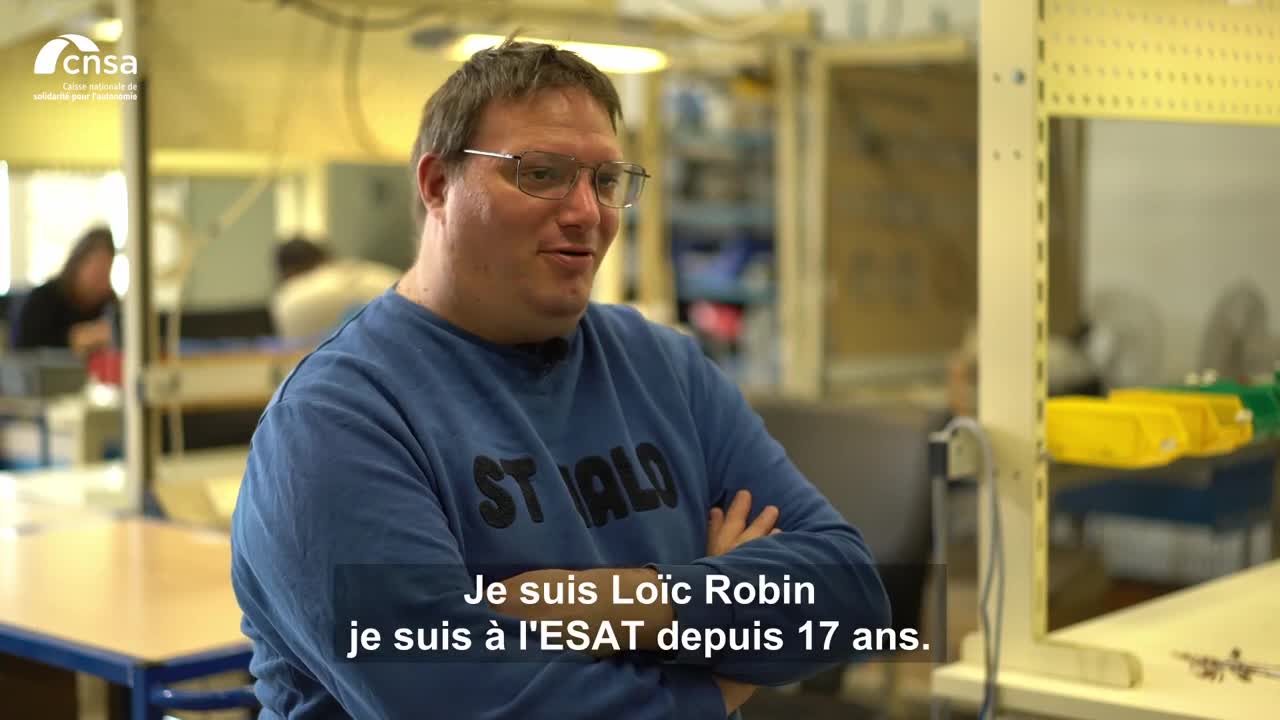 cnsa
Caisse nationale de
solidarité pour l'autonomie
ST MALO
Je suis Loïc Robin
je suis à l'ESAT depuis 17 ans.